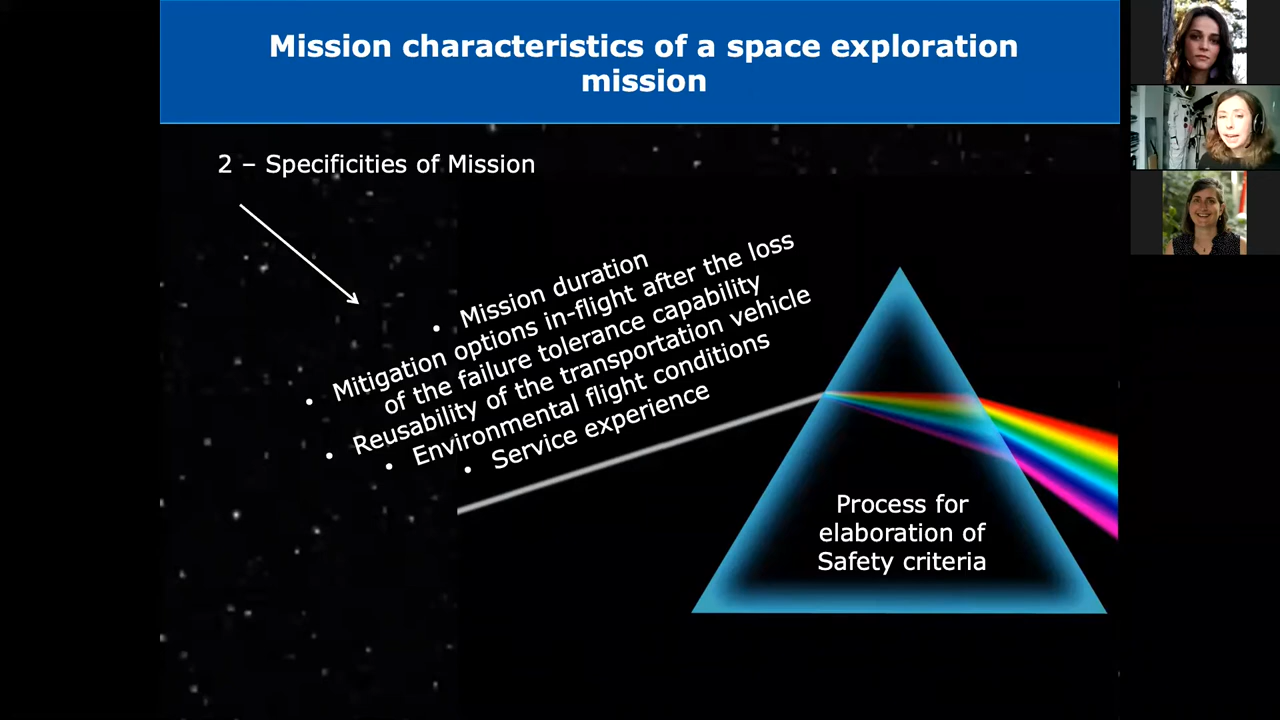 Mission characteristics of a space exploration
mission
2 – Specificities of Mission
• Mission duration
• Mitigation options in-flight after the loss
of the failure tolerance capability
• Reusability of the transportation vehicle
• Environmental flight conditions
• Service experience
Process for
elaboration of
Safety criteria